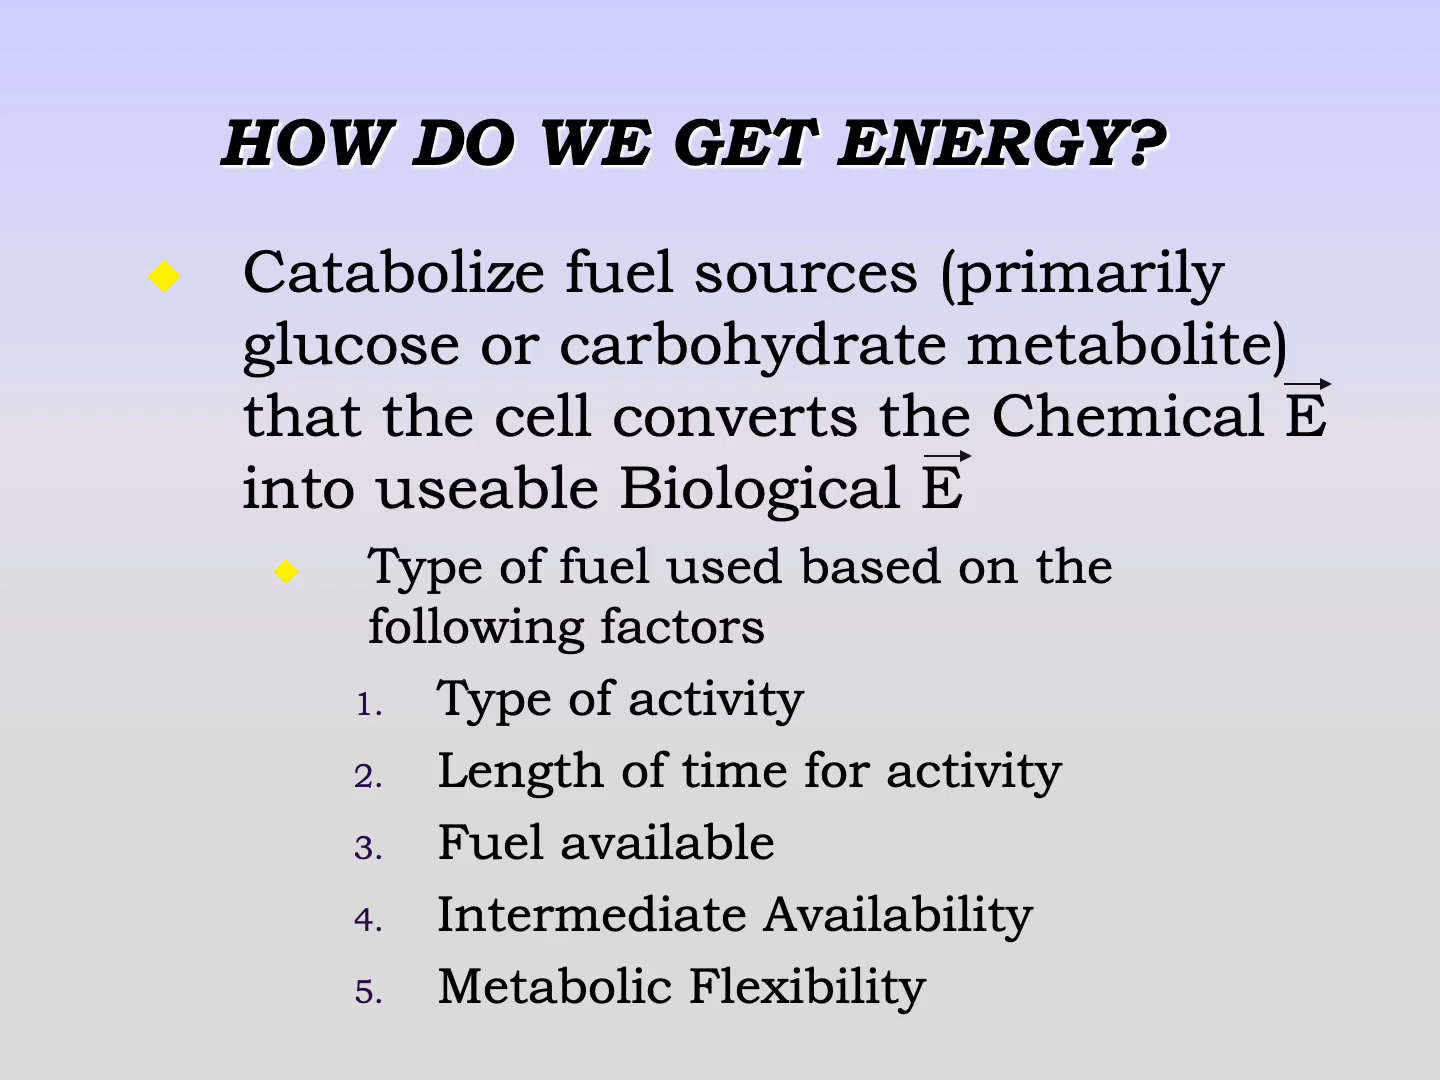 HOW DO WE GET ENERGY?
Catabolize fuel sources (primarily
glucose or carbohydrate metabolite)
that the cell converts the Chemical E
into useable Biological E
Type of fuel used based on the
following factors
1. Type of activity
2. Length of time for activity
3. Fuel available
4. Intermediate Availability
5. Metabolic Flexibility